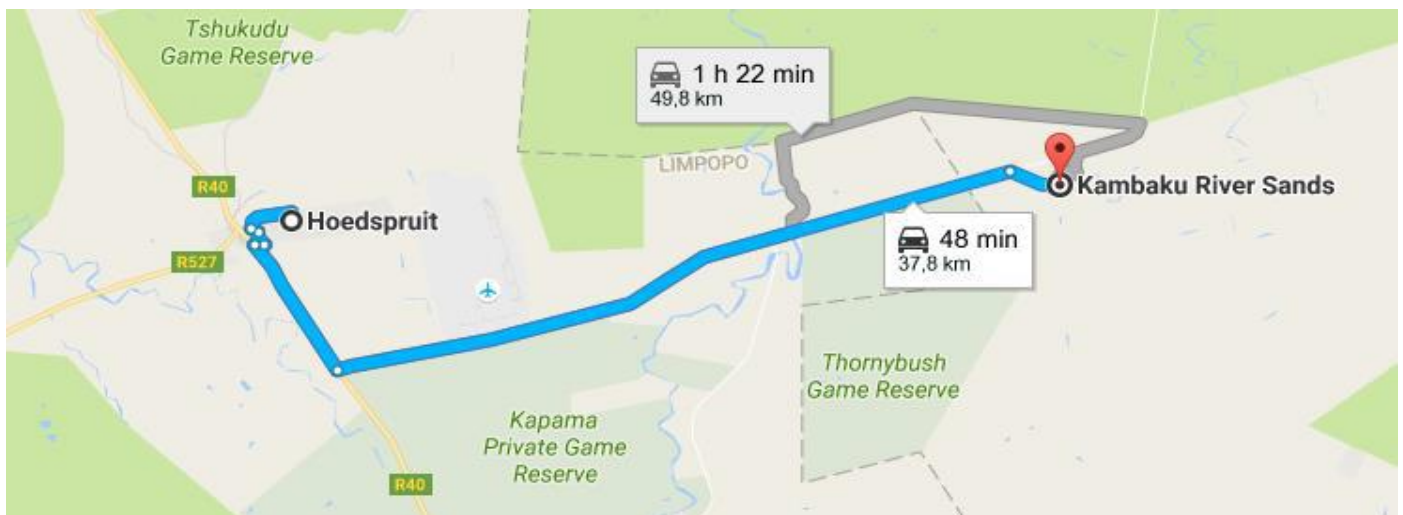 Tshukudu
Game Reserve
1 h 22 min
49,8 km
LIMPOPO
R40
Kambaku River Sands
Hoedspruit
48 min
37,8 km
R527
Thornybush
Game Reserve
Kapama
Private Game
Reserve
R40